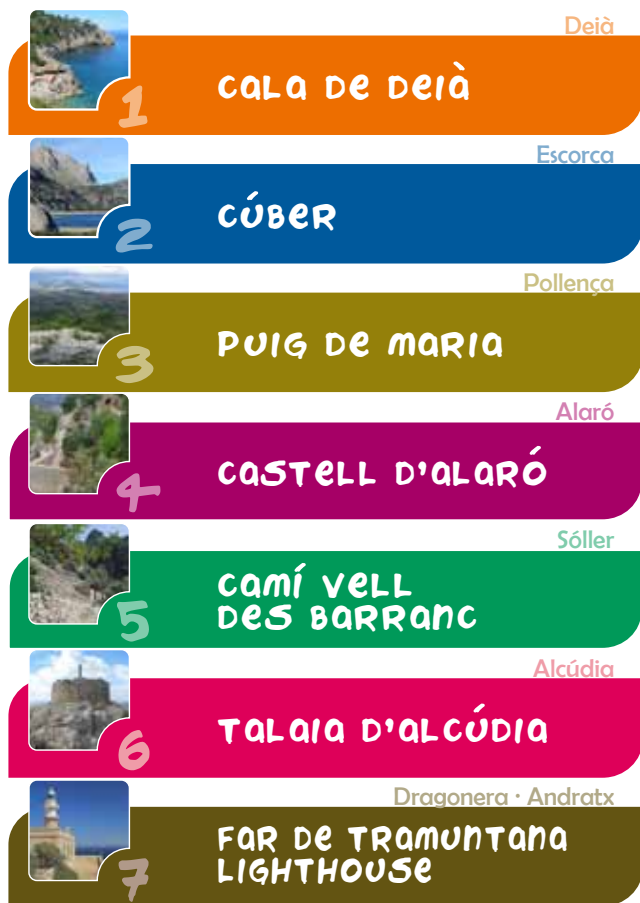 Deià
1
CALA DE DEIÀ
Escorca
2
CÚBER
Pollença
3
PUIG DE MARIA
Alaró
4
CASTELL D'ALARÓ
Sóller
5
CAMÍ VELL
DES BARRANC
Alcúdia
6
TALAIA D'ALCÚDIA
Dragonera · Andratx
7
FAR DE TRAMUNTANA
LIGHTHOUSE